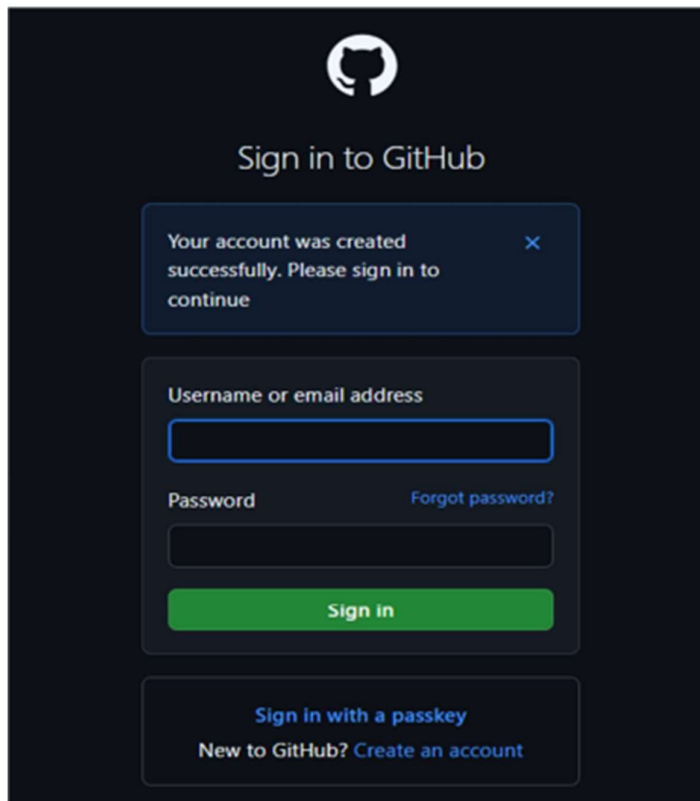 Sign in to GitHub
Your account was created
successfully. Please sign in to
continue
Username or email address
Password
Forgot password?
Sign in
Sign in with a passkey
New to GitHub? Create an account